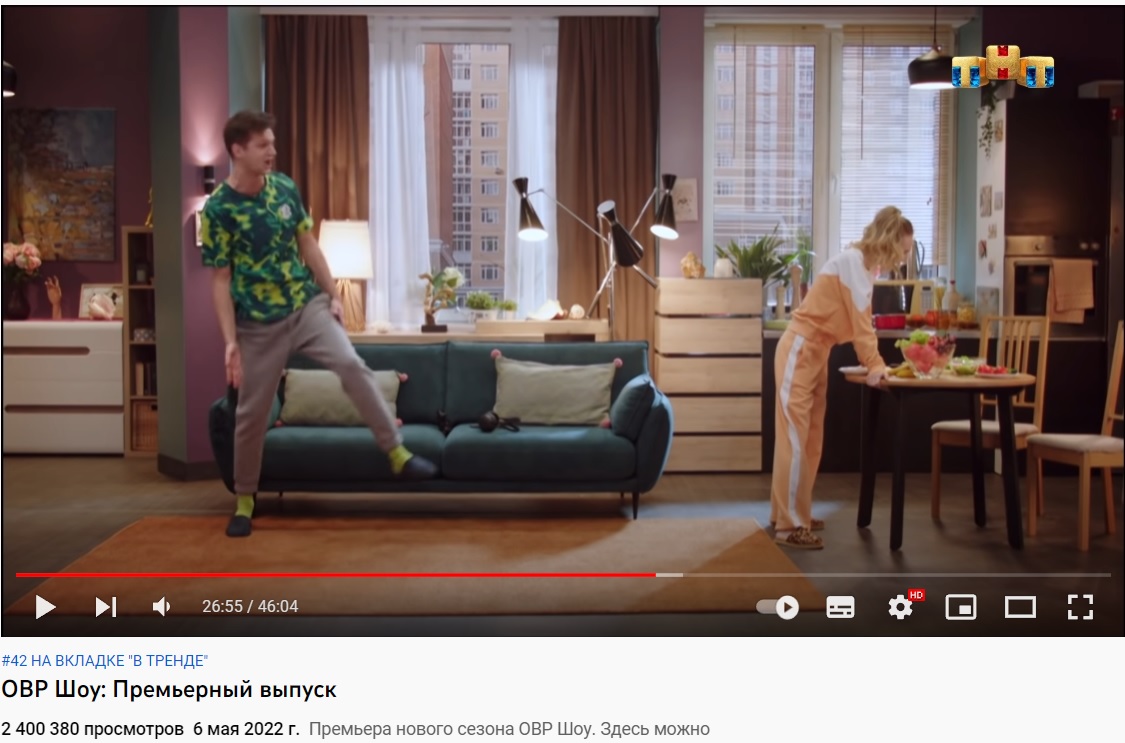 ТНТ
26:55 / 46:04
HD
#42 НА ВКЛАДКЕ "В ТРЕНДЕ"
ОВР Шоу: Премьерный выпуск
2 400 380 просмотров 6 мая 2022 г. Премьера нового сезона ОВР Шоу. Здесь можно